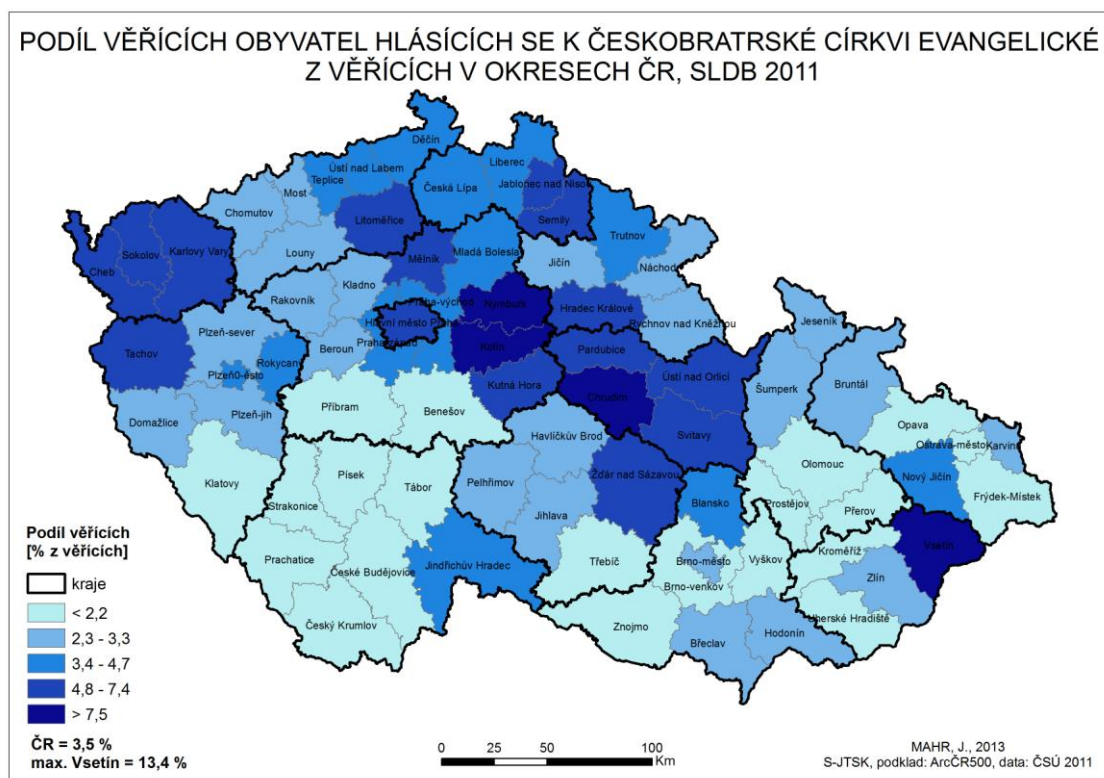 PODÍL VĚŘÍCÍCH OBYVATEL HLÁSÍCÍCH SE K ČESKOBRATRSKÉ CÍRKVI EVANGELICKÉ
Z VĚŘÍCÍCH V OKRESECH ČR, SLDB 2011
Děčín
Liberec
Ústí nad Labem
Teplice
Česká Lípa
Jablonec nad Nisou
Most
Chomutov
Litoměřice
Semily
Trutnov
Karlovy Vary
Sokolov
Cheb
Louny
Mělník
Mladá Boleslav
Jičín
Náchod
Kladno
Rakovník
Praha-východ
Nymburk
Hradec Králové
Rychnov nad Kněžnou
Jeseník
Hlavní město Praha
Plzeň-sever
Beroun
Praha-západ
Kolín
Pardubice
Ústí nad Orlicí
Šumperk
Bruntál
Tachov
Rokycany
Plzeň0-ěsto
Kutná Hora
Chrudim
Opava
Domažlice
Plzeň-jih
Příbram
Benešov
Havlíčkův Brod
Svitavy
Ostrava-město
Karviná
Klatovy
Písek
Tábor
Pelhřimov
Žďár nad Sázavou
Olomouc
Nový Jičín
Frýdek-Místek
Strakonice
Jihlava
Blansko
Prostějov
Přerov
Vsetín
Prachatice
České Budějovice
Jindřichův Hradec
Třebíč
Brno-město
Vyškov
Kroměříž
Zlín
Brno-venkov
Český Krumlov
Znojmo
Břeclav
Hodonín
Uherské Hradiště
Podíl věřících
[% z věřících]
kraje
< 2,2
2,3 - 3,3
3,4 - 4,7
4,8 - 7,4
> 7,5
ČR = 3,5 %
max. Vsetín = 13,4 %
0 25 50 100
Km
MAHR, J., 2013
S-JTSK, podklad: ArcČR500, data: ČSÚ 2011